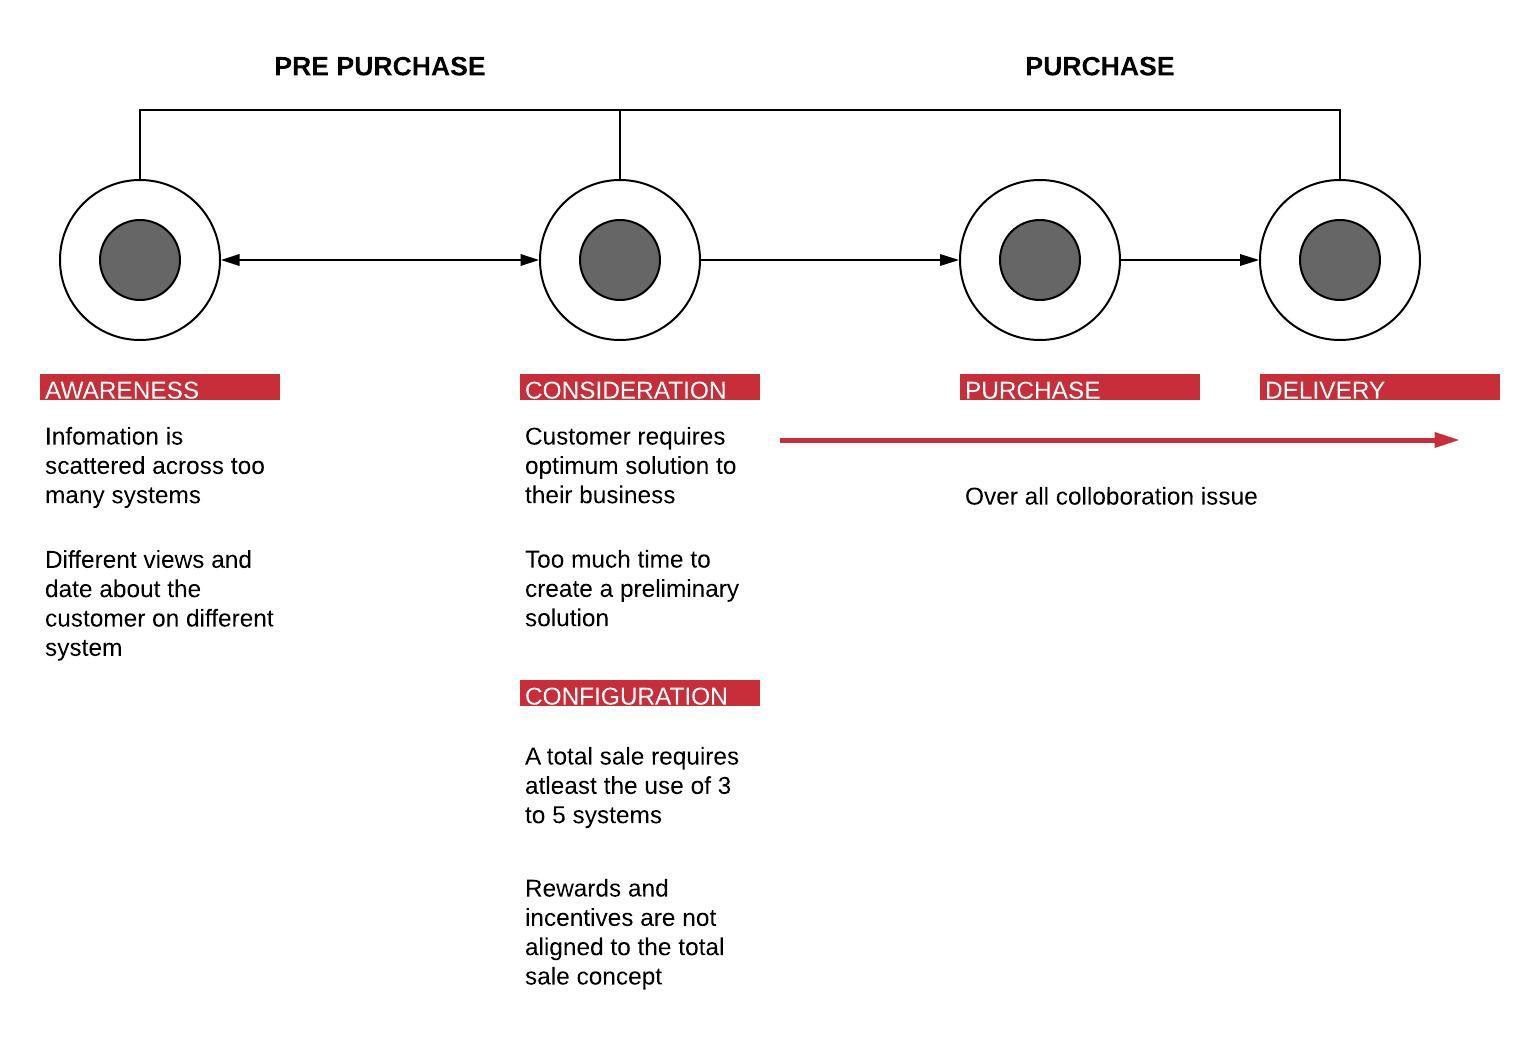 PRE PURCHASE
PURCHASE
AWARENESS
Infomation is
scattered across too
many systems
Different views and
date about the
customer on different
system
CONSIDERATION
Customer requires
optimum solution to
their business
Too much time to
create a preliminary
solution
CONFIGURATION
A total sale requires
atleast the use of 3
to 5 systems
Rewards and
incentives are not
aligned to the total
sale concept
PURCHASE
DELIVERY
Over all colloboration issue